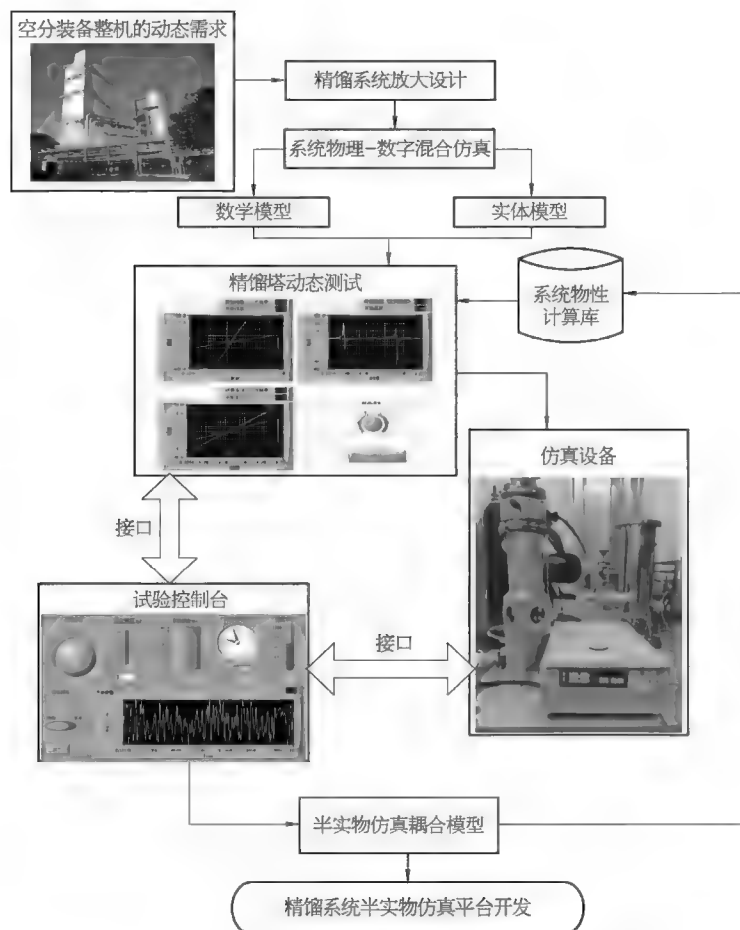 空分装备整机的动态需求
精馏系统放大设计
系统物理-数字混合仿真
数学模型
实体模型
精馏塔动态测试
系统物性
计算库
仿真设备
接口
试验控制台
接口
半实物仿真耦合模型
精馏系统半实物仿真平台开发